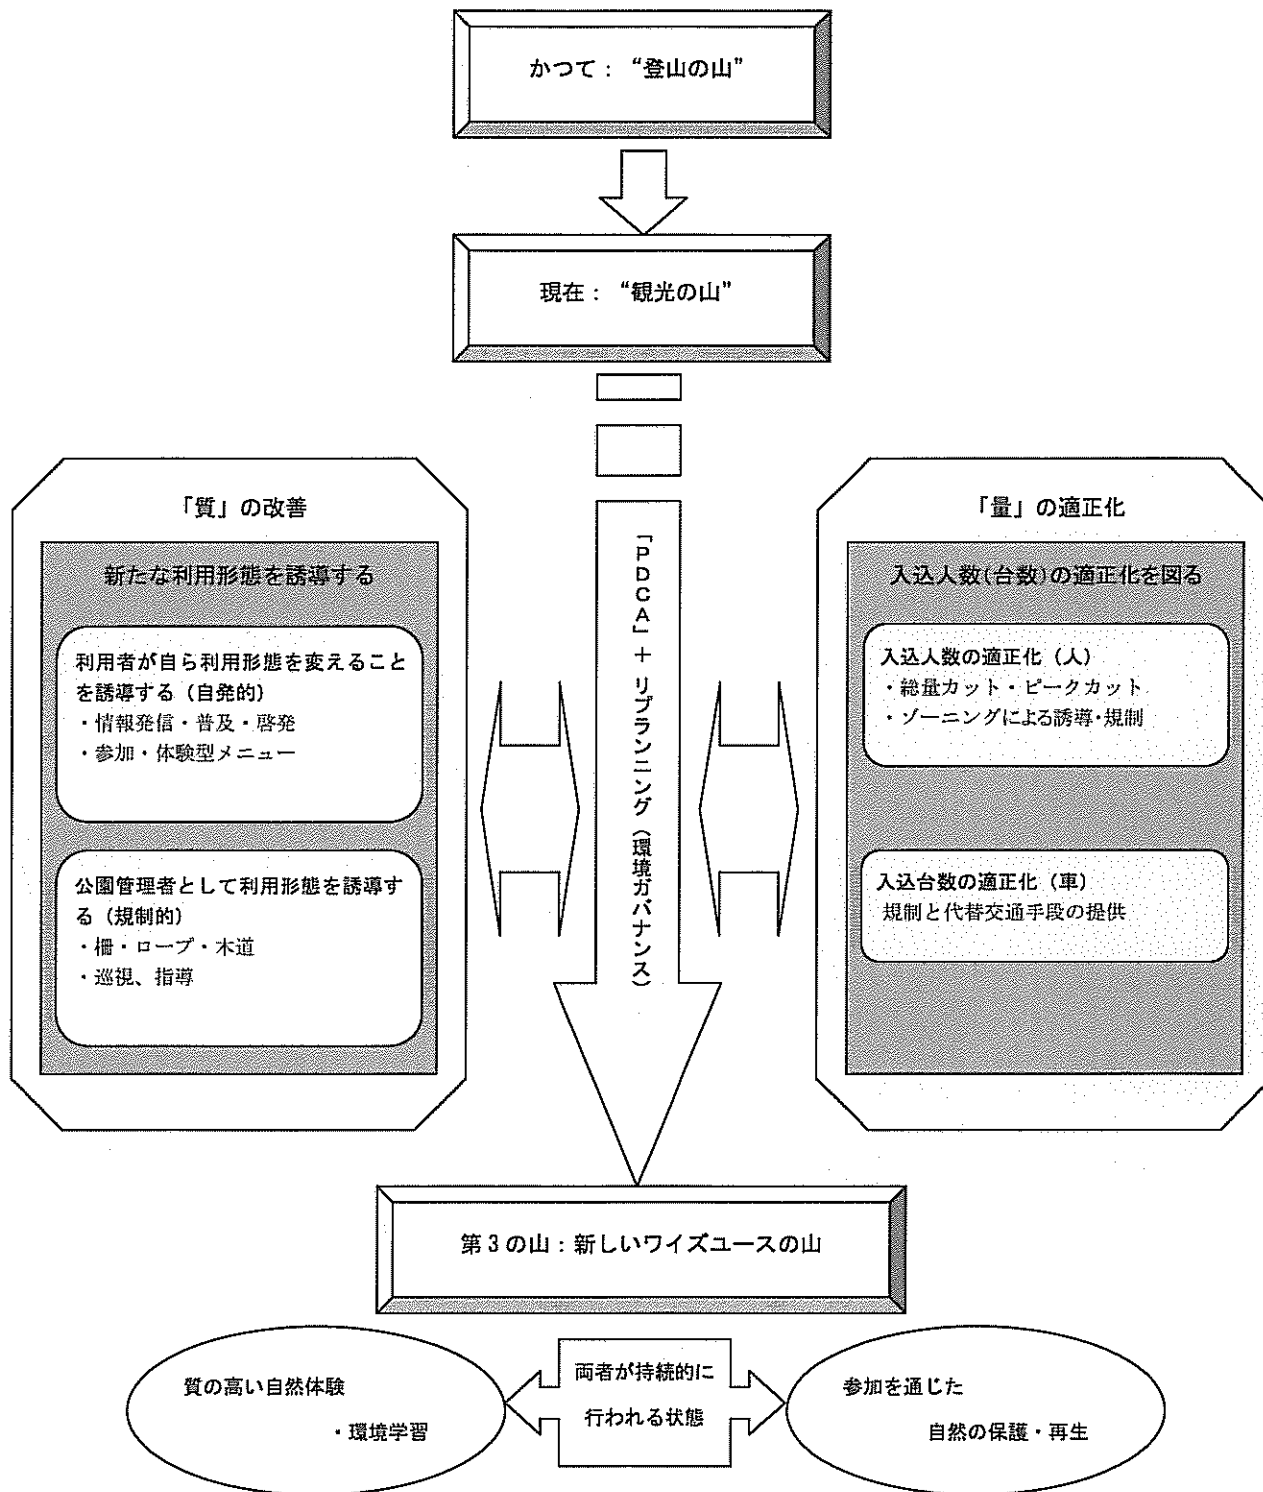 かつて：“登山の山”
現在：“観光の山”
「質」の改善
新たな利用形態を誘導する
利用者が自ら利用形態を変えること
を誘導する（自発的）
・情報発信・普及・啓発
・参加・体験型メニュー
公園管理者として利用形態を誘導す
る（規制的）
・柵・ロープ・木道
・巡視、指導
「PDCA」＋リプランニング（環境ガバナンス）
「量」の適正化
入込人数(台数)の適正化を図る
入込人数の適正化（人）
・総量カット・ピークカット
・ゾーニングによる誘導・規制
入込台数の適正化（車）
規制と代替交通手段の提供
第３の山：新しいワイズユースの山
質の高い自然体験
・環境学習
両者が持続的に
行われる状態
参加を通じた
自然の保護・再生